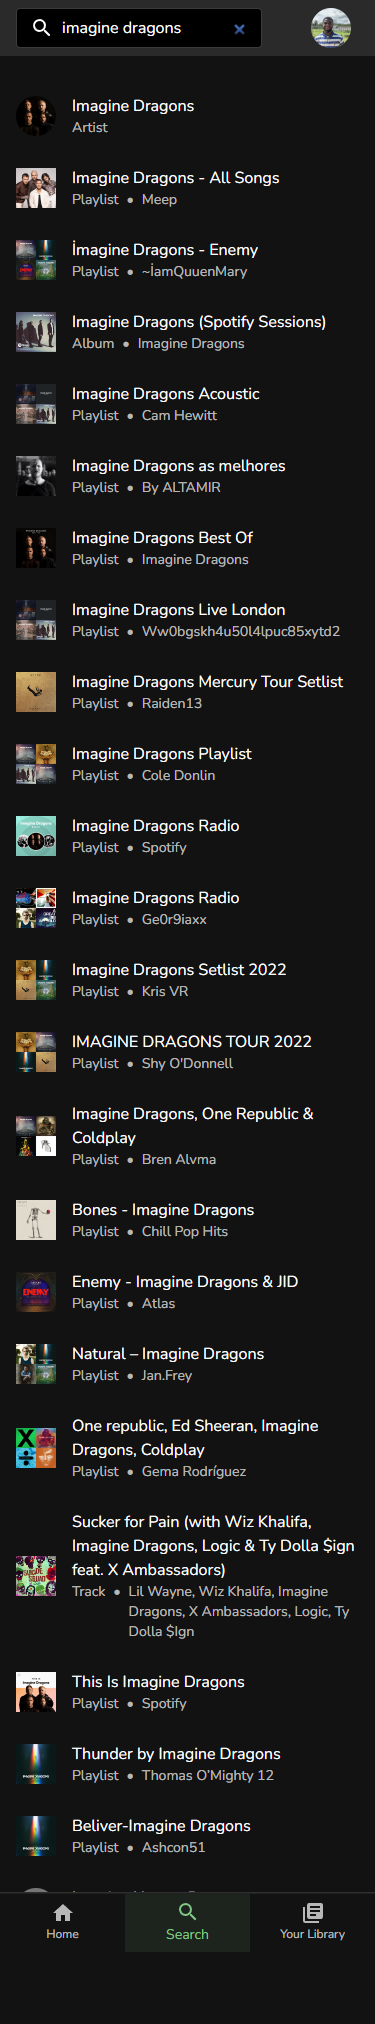 imagine dragons
Imagine Dragons
Artist
Imagine Dragons - All Songs
Playlist • Meep
İmagine Dragons - Enemy
Playlist • ~İamQuuenMary
Imagine Dragons (Spotify Sessions)
Album • Imagine Dragons
Imagine Dragons Acoustic
Playlist • Cam Hewitt
Imagine Dragons as melhores
Playlist • By ALTAMIR
Imagine Dragons Best Of
Playlist • Imagine Dragons
Imagine Dragons Live London
Playlist • Ww0bgskh4u50l4lpuc85xytd2
Imagine Dragons Mercury Tour Setlist
Playlist • Raiden13
Imagine Dragons Playlist
Playlist • Cole Donlin
Imagine Dragons Radio
Playlist • Spotify
Imagine Dragons Radio
Playlist • Ge0r9iaxx
Imagine Dragons Setlist 2022
Playlist • Kris VR
IMAGINE DRAGONS TOUR 2022
Playlist • Shy O'Donnell
Imagine Dragons, One Republic &
Coldplay
Playlist • Bren Alvma
Bones - Imagine Dragons
Playlist • Chill Pop Hits
Enemy - Imagine Dragons & JID
Playlist • Atlas
ENEMY
Natural – Imagine Dragons
Playlist • Jan.Frey
One republic, Ed Sheeran, Imagine
Dragons, Coldplay
Playlist • Gema Rodríguez
Sucker for Pain (with Wiz Khalifa,
Imagine Dragons, Logic & Ty Dolla $ign
feat. X Ambassadors)
Track • Lil Wayne, Wiz Khalifa, Imagine
Dragons, X Ambassadors, Logic, Ty
Dolla $Ign
SUICIDE SQUAD
This Is Imagine Dragons
Playlist • Spotify
Thunder by Imagine Dragons
Playlist • Thomas O'Mighty 12
Beliver-Imagine Dragons
Playlist • Ashcon51
Home
Search
Your Library